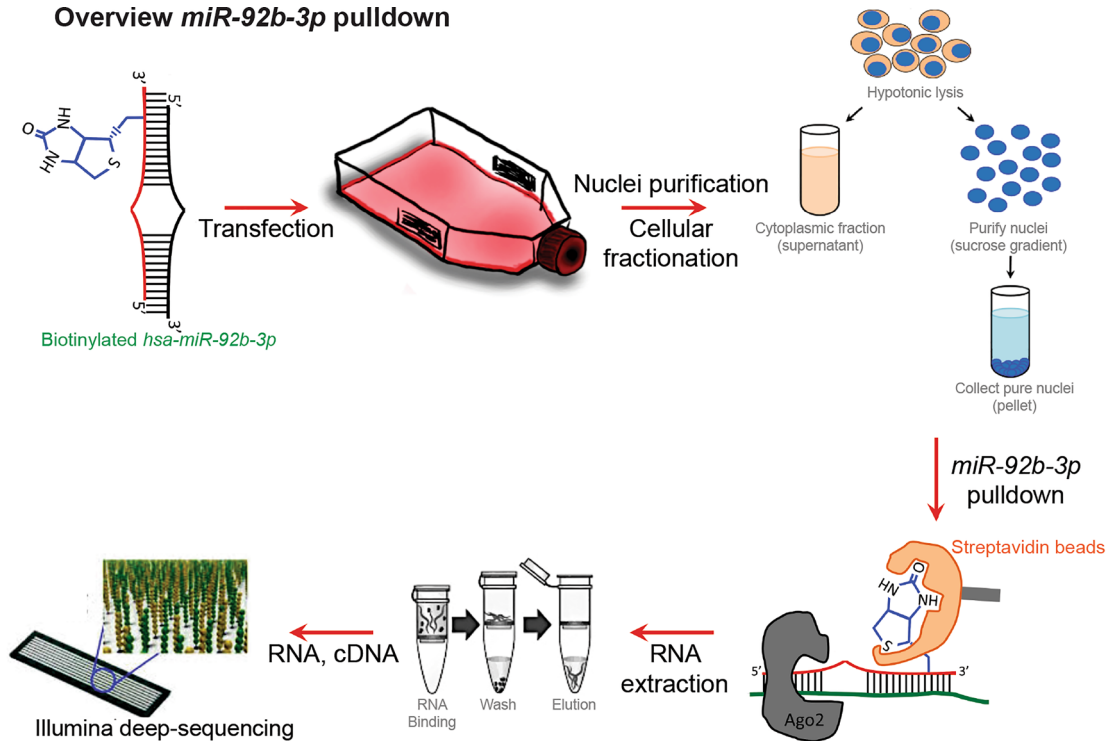 Overview miR-92b-3p pulldown
3'
5'
O
NH
HN
S
5'
3'
Biotinylated hsa-miR-92b-3p
Transfection
Nuclei purification
Cellular
fractionation
Hypotonic lysis
Cytoplasmic fraction
(supernatant)
Purify nuclei
(sucrose gradient)
Collect pure nuclei
(pellet)
miR-92b-3p
pulldown
Streptavidin beads
O
HN
NH
S
5'
3'
Ago2
RNA
extraction
RNA
Binding
Wash
Elution
RNA, cDNA
Illumina deep-sequencing